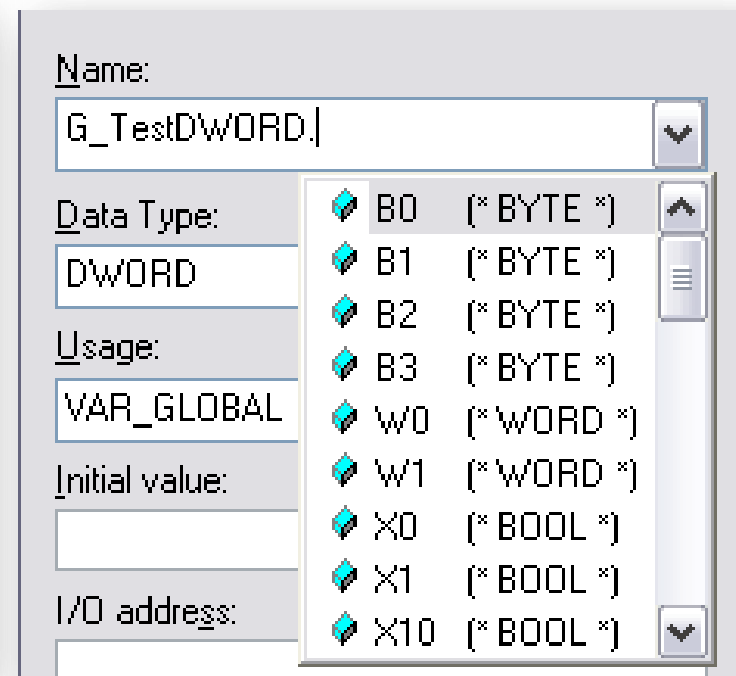 Name:
G_TestDWORD.
Data Type:
DWORD
Usage:
VAR_GLOBAL
Initial value:
I/O address:
B0 (* BYTE *)
B1 (* BYTE *)
B2 (* BYTE *)
B3 (* BYTE *)
W0 (* WORD *)
W1 (* WORD *)
X0 (* BOOL *)
X1 (* BOOL *)
X10 (* BOOL *)